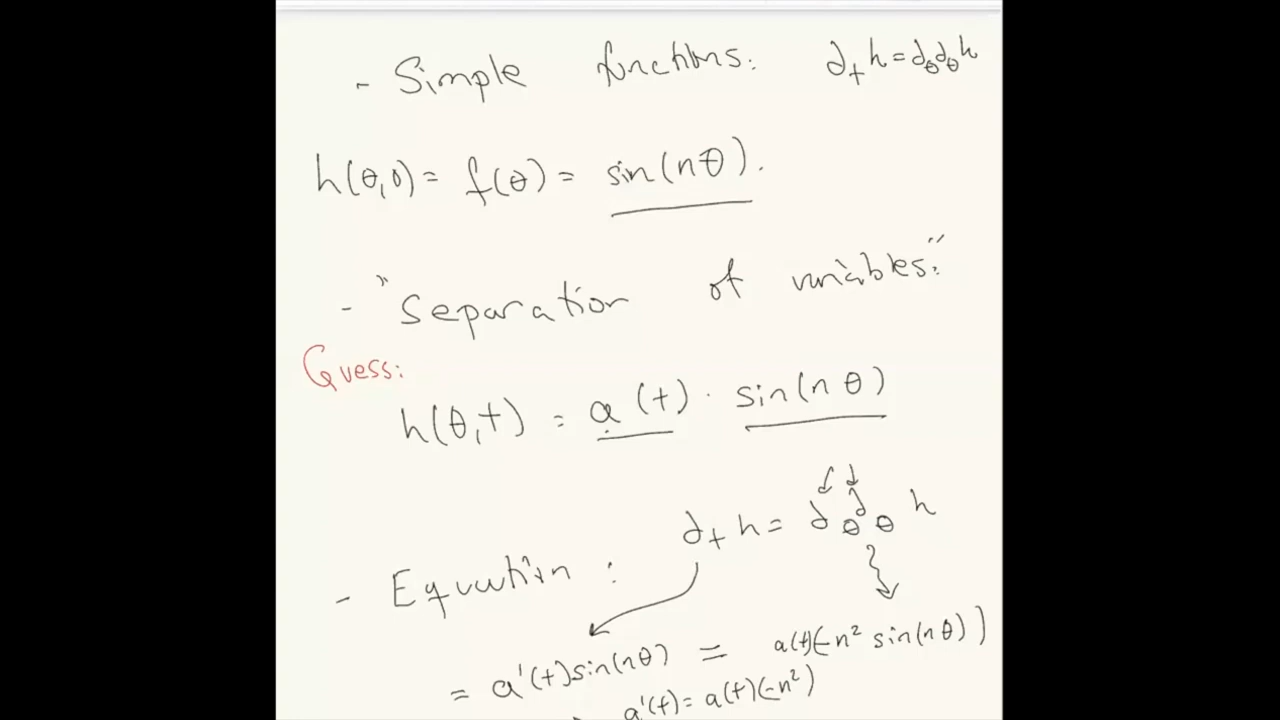 - Simple functions: ∂ₜh=∂θ∂θh
h(θ,0) = f(θ) = sin(nθ).
- "Separation of variables."
Guess:
h(θ,t) = a(t) · sin(nθ)
∂ₜh = ∂θ∂θ h
- Equation :
= a'(t)sin(nθ) = a(t)(-n² sin(nθ))
a'(t) = a(t)(-n²)